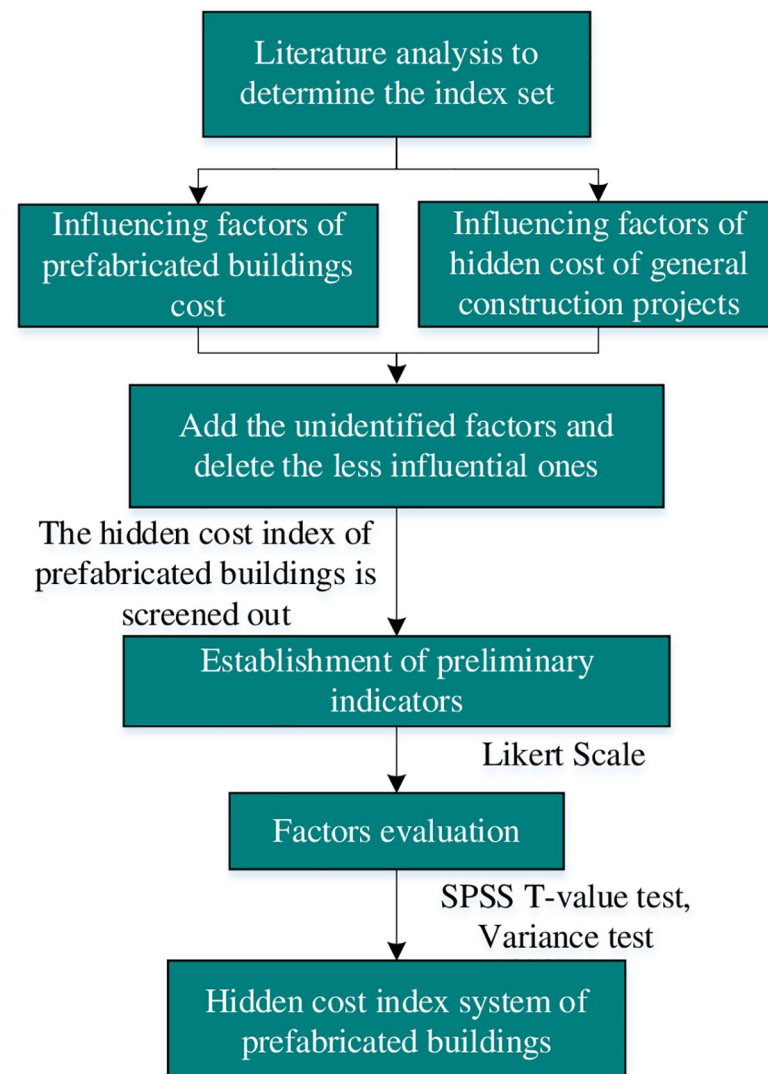 Literature analysis to
determine the index set
Influencing factors of
prefabricated buildings
cost
Influencing factors of
hidden cost of general
construction projects
Add the unidentified factors and
delete the less influential ones
The hidden cost index of
prefabricated buildings is
screened out
Establishment of preliminary
indicators
Likert Scale
Factors evaluation
SPSS T-value test,
Variance test
Hidden cost index system of
prefabricated buildings